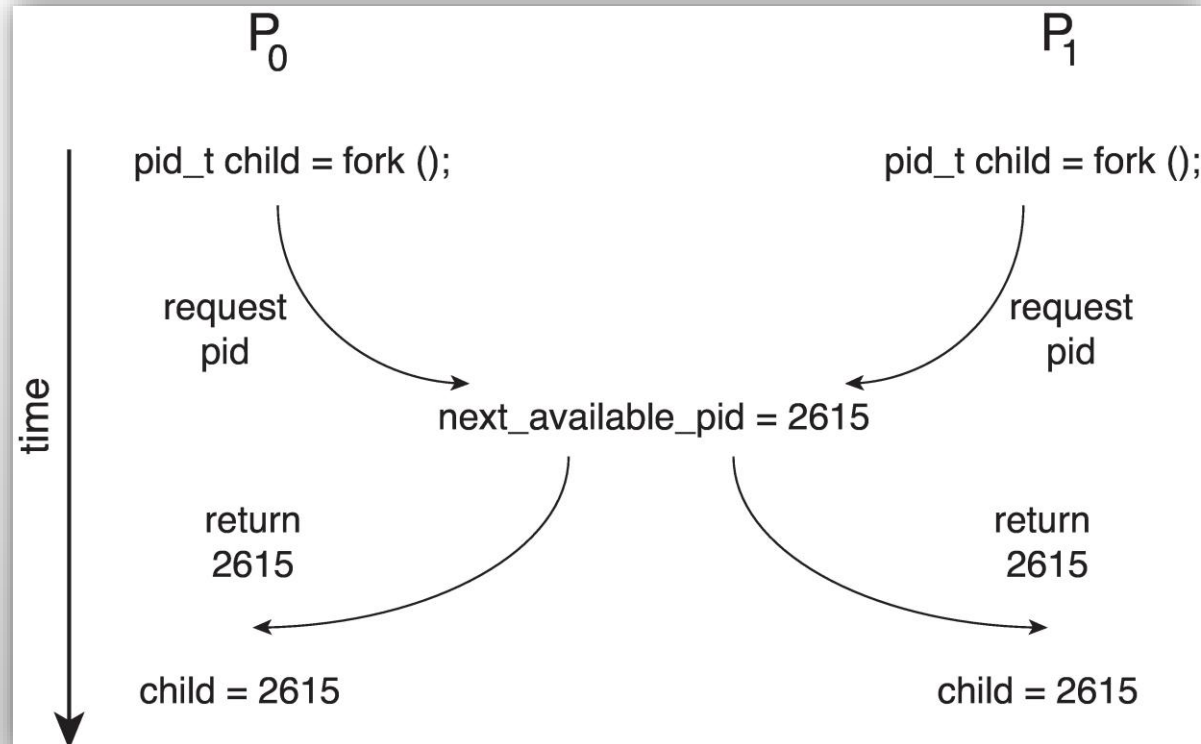 P0 P1
pid_t child = fork (); pid_t child = fork ();
request request
pid pid
time
next_available_pid = 2615
return return
2615 2615
child = 2615 child = 2615